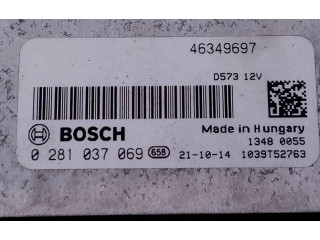 46349697
D573 12V
BOSCH
Made in Hungary
1348 0055
0 281 037 069 658 21-10-14 1039T52763